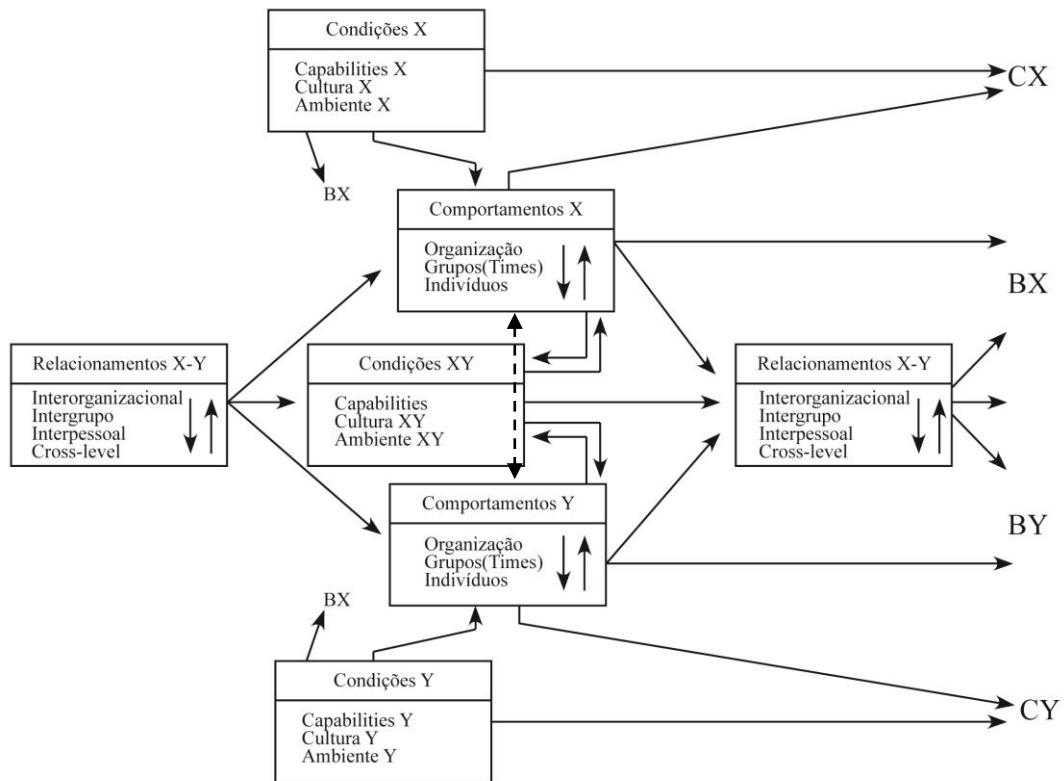 Condições X
Capabilities X
Cultura X
Ambiente X
CX
BX
Comportamentos X
Organização
Grupos(Times)
Indivíduos
BX
Relacionamentos X-Y
Interorganizacional
Intergrupo
Interpessoal
Cross-level
Condições XY
Capabilities
Cultura XY
Ambiente XY
Relacionamentos X-Y
Interorganizacional
Intergrupo
Interpessoal
Cross-level
Comportamentos Y
Organização
Grupos(Times)
Indivíduos
BY
BX
Condições Y
Capabilities Y
Cultura Y
Ambiente Y
CY